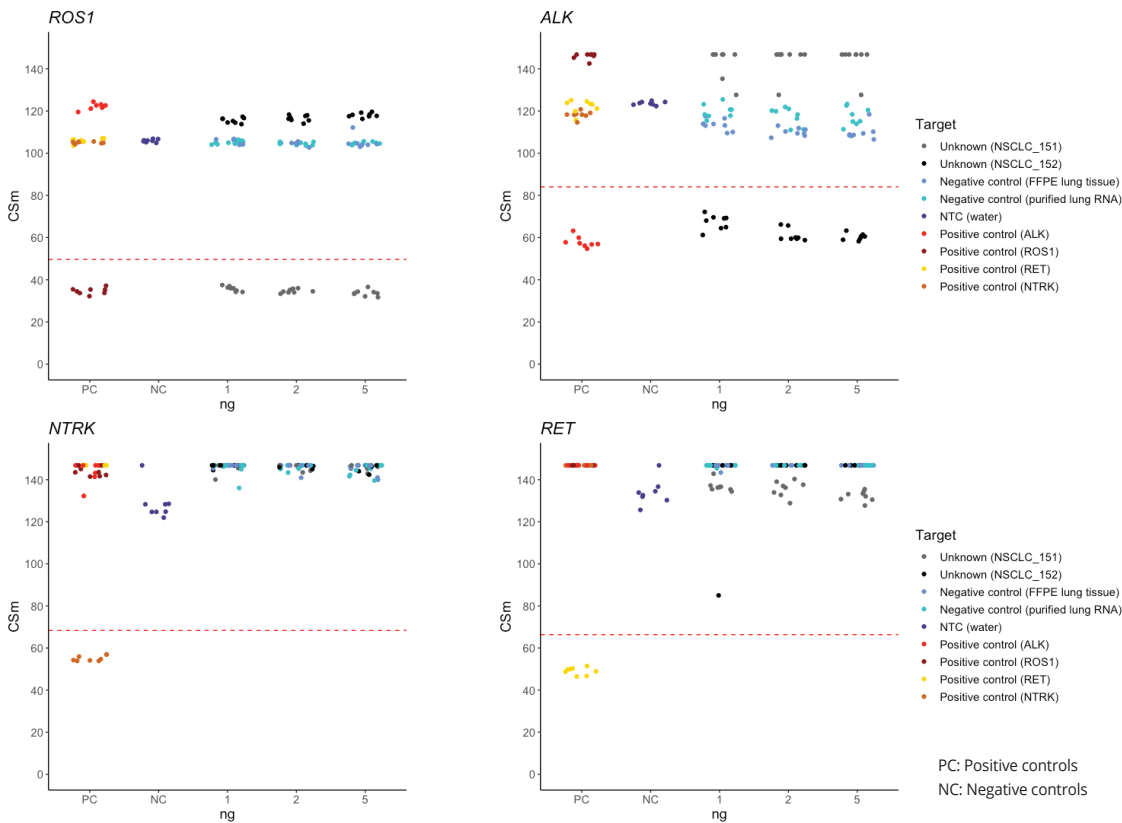 ROS1
CSm
140
120
100
80
60
40
20
0
PC NC 1 2 5
ng
ALK
CSm
140
120
100
80
60
40
20
0
PC NC 1 2 5
ng
Target
Unknown (NSCLC_151)
Unknown (NSCLC_152)
Negative control (FFPE lung tissue)
Negative control (purified lung RNA)
NTC (water)
Positive control (ALK)
Positive control (ROS1)
Positive control (RET)
Positive control (NTRK)
NTRK
CSm
140
120
100
80
60
40
20
0
PC NC 1 2 5
ng
RET
CSm
140
120
100
80
60
40
20
0
PC NC 1 2 5
ng
Target
Unknown (NSCLC_151)
Unknown (NSCLC_152)
Negative control (FFPE lung tissue)
Negative control (purified lung RNA)
NTC (water)
Positive control (ALK)
Positive control (ROS1)
Positive control (RET)
Positive control (NTRK)
PC: Positive controls
NC: Negative controls